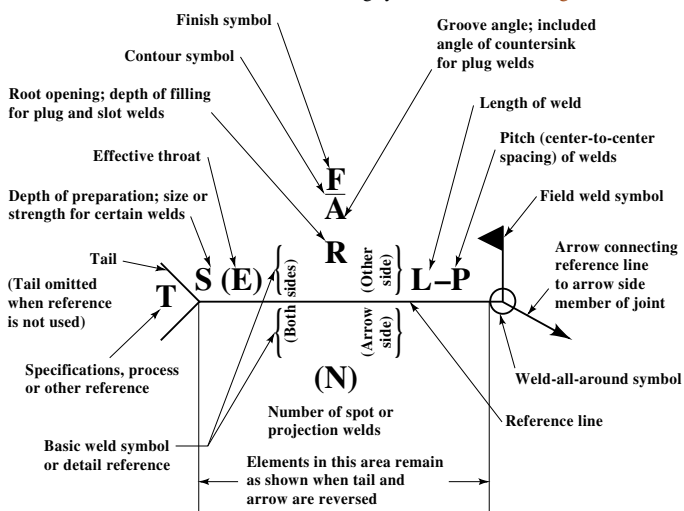 Finish symbol
Contour symbol
Root opening; depth of filling
for plug and slot welds
Effective throat
Depth of preparation; size or
strength for certain welds
Tail
(Tail omitted
when reference
is not used)
Specifications, process
or other reference
Basic weld symbol
or detail reference
Groove angle; included
angle of countersink
for plug welds
Length of weld
Pitch (center-to-center
spacing) of welds
Field weld symbol
Arrow connecting
reference line
to arrow side
member of joint
Weld-all-around symbol
Reference line
F
A
R
T
S (E)
(Both sides)
(Other
side)
(Arrow
side)
L–P
(N)
Number of spot or
projection welds
Elements in this area remain
as shown when tail and
arrow are reversed